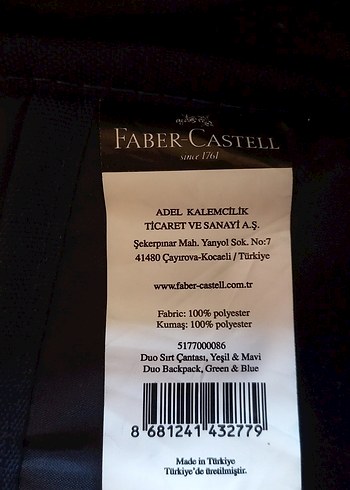 FABER-CASTELL
since 1761
ADEL KALEMCİLİK
TİCARET VE SANAYİ A.Ş.
Şekerpınar Mah. Yanyol Sok. No:7
41480 Çayırova-Kocaeli / Türkiye
www.faber-castell.com.tr
Fabric: 100% polyester
Kumaş: 100% polyester
5177000086
Duo Sırt Çantası, Yeşil & Mavi
Duo Backpack, Green & Blue
8 681241 432779
Made in Türkiye
Türkiye'de üretilmiştir.